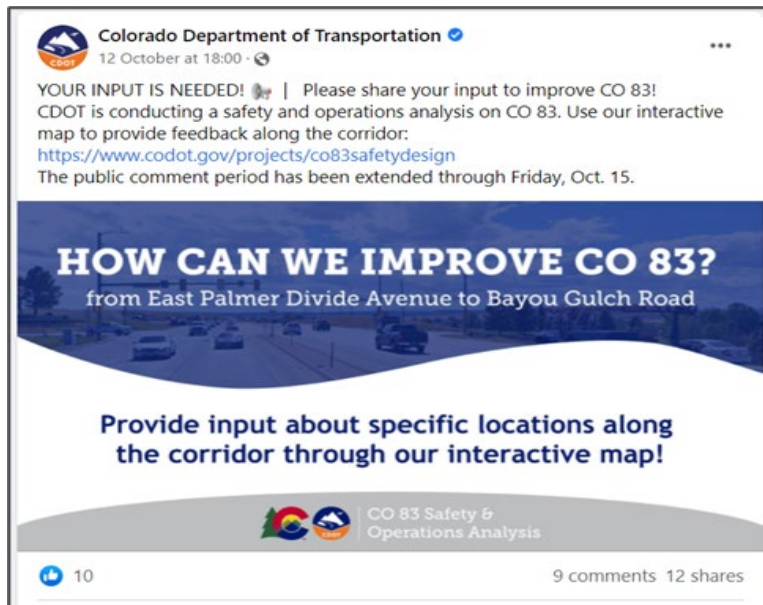 Colorado Department of Transportation
12 October at 18:00 ·
YOUR INPUT IS NEEDED! | Please share your input to improve CO 83!
CDOT is conducting a safety and operations analysis on CO 83. Use our interactive
map to provide feedback along the corridor:
https://www.codot.gov/projects/co83safetydesign
The public comment period has been extended through Friday, Oct. 15.
HOW CAN WE IMPROVE CO 83?
from East Palmer Divide Avenue to Bayou Gulch Road
Provide input about specific locations along
the corridor through our interactive map!
CDOT
CO 83 Safety &
Operations Analysis
10
9 comments 12 shares